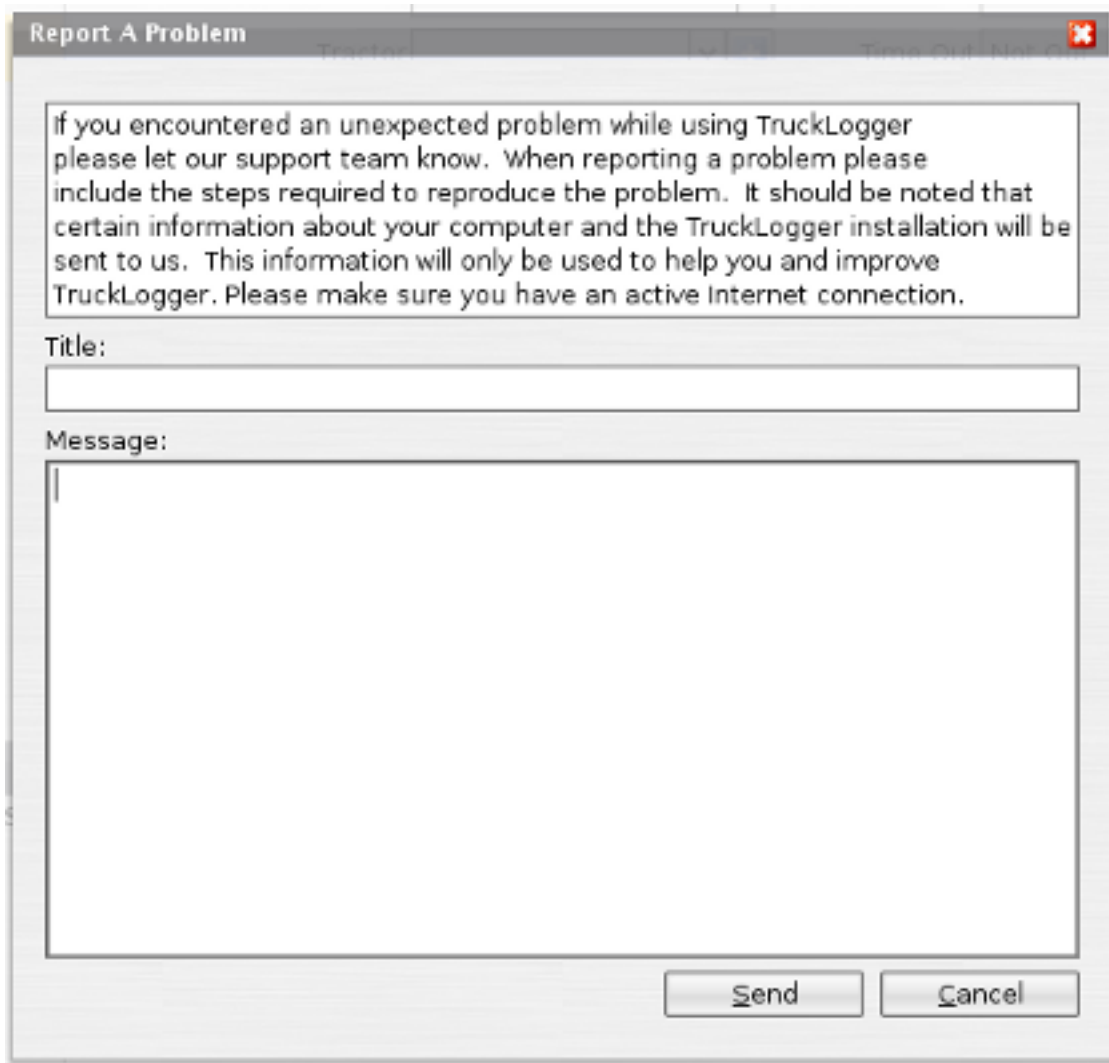 Report A Problem
Tractor
Time Out
If you encountered an unexpected problem while using TruckLogger
please let our support team know.  When reporting a problem please
include the steps required to reproduce the problem.  It should be noted that
certain information about your computer and the TruckLogger installation will be
sent to us.  This information will only be used to help you and improve
TruckLogger. Please make sure you have an active Internet connection.
Title:
Message:
Send
Cancel